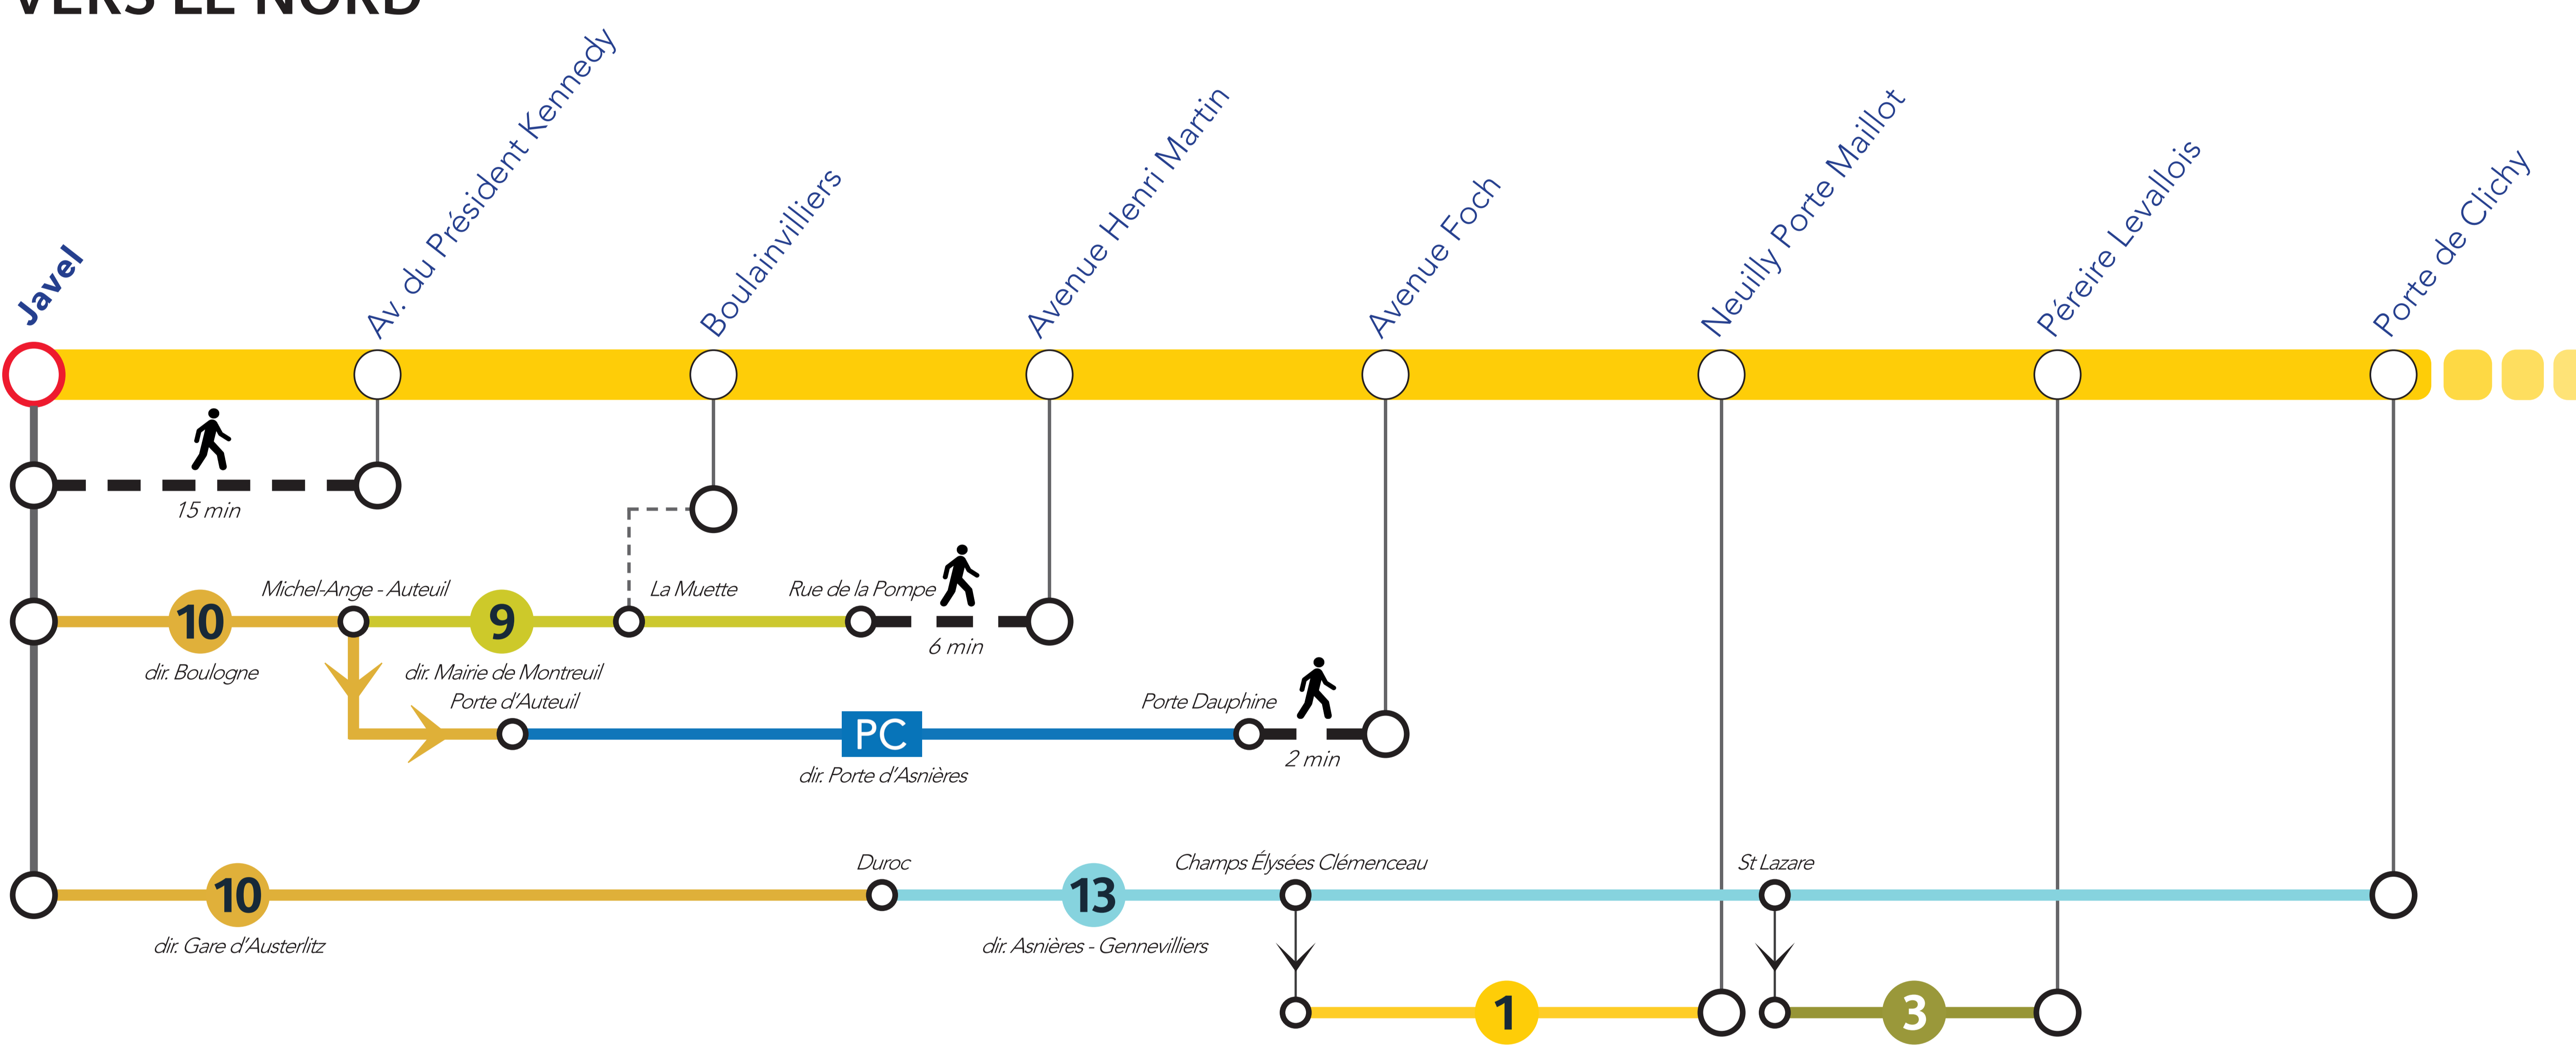 VERS LE NORD
Javel
Av. du Président Kennedy
Boulainvilliers
Avenue Henri Martin
Avenue Foch
Neuilly Porte Maillot
Péreire Levallois
Porte de Clichy
15 min
Michel-Ange - Auteuil
La Muette
Rue de la Pompe
10
9
6 min
dir. Boulogne
dir. Mairie de Montreuil
Porte d'Auteuil
Porte Dauphine
PC
2 min
dir. Porte d'Asnières
Duroc
Champs Élysées Clémenceau
St Lazare
10
13
dir. Gare d'Austerlitz
dir. Asnières - Gennevilliers
1
3